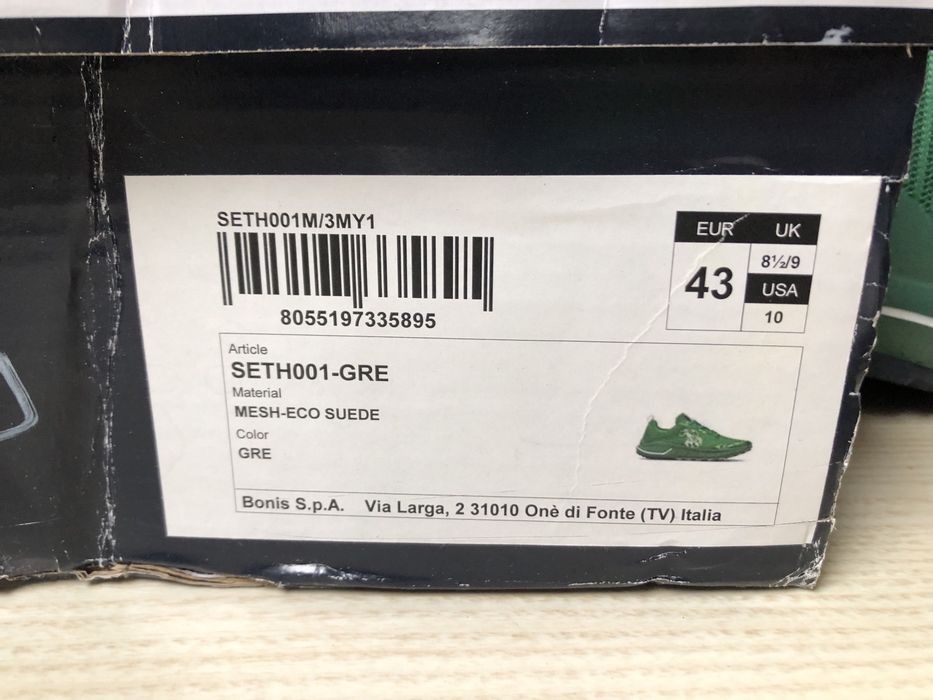 SETH001M/3MY1
8055197335895
EUR UK
43
8½/9
USA
10
Article
SETH001-GRE
Material
MESH-ECO SUEDE
Color
GRE
Bonis S.p.A. Via Larga, 2 31010 Onè di Fonte (TV) Italia